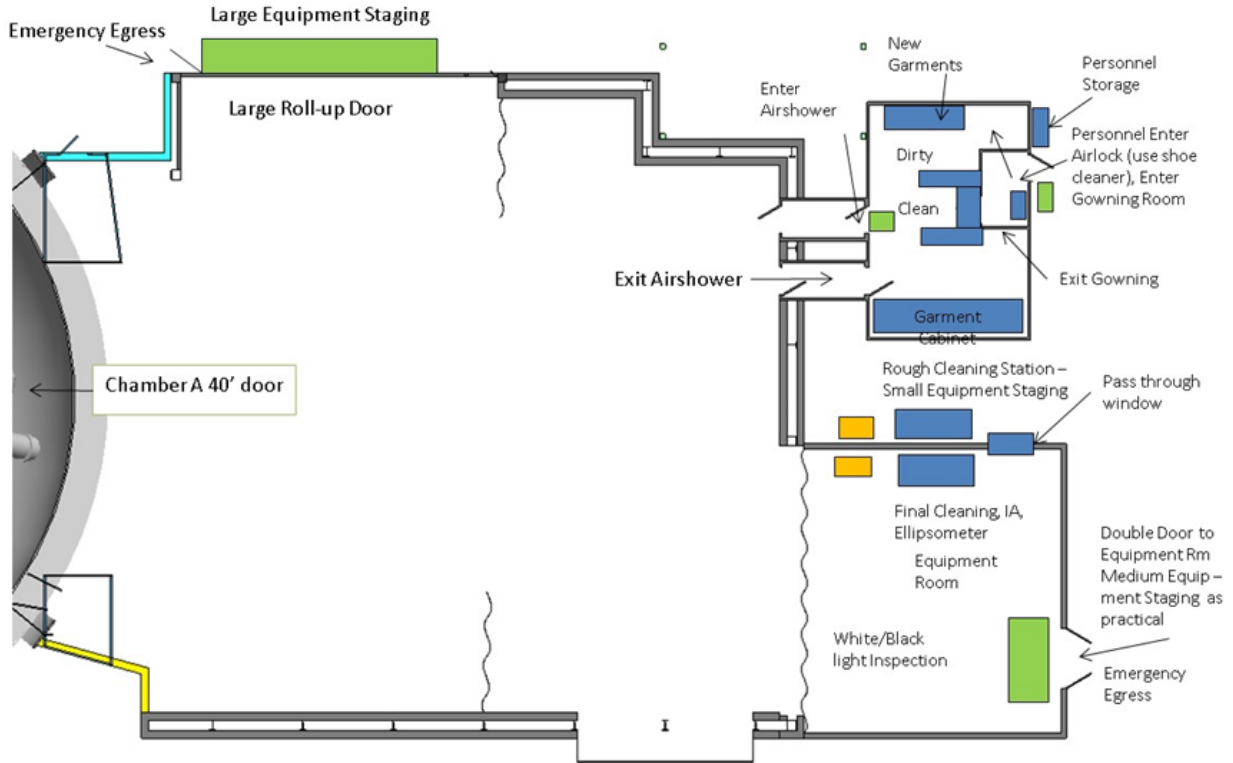 Large Equipment Staging
Emergency Egress
Large Roll-up Door
New
Garments
Personnel
Storage
Enter
Airshower
Dirty
Personnel Enter
Airlock (use shoe
cleaner), Enter
Gowning Room
Clean
Exit Airshower
Exit Gowning
Garment
Cabinet
Chamber A 40' door
Rough Cleaning Station –
Small Equipment Staging
Pass through
window
Final Cleaning, IA,
Ellipsometer
Equipment
Room
Double Door to
Equipment Rm
Medium Equip –
ment Staging as
practical
White/Black
light Inspection
Emergency
Egress